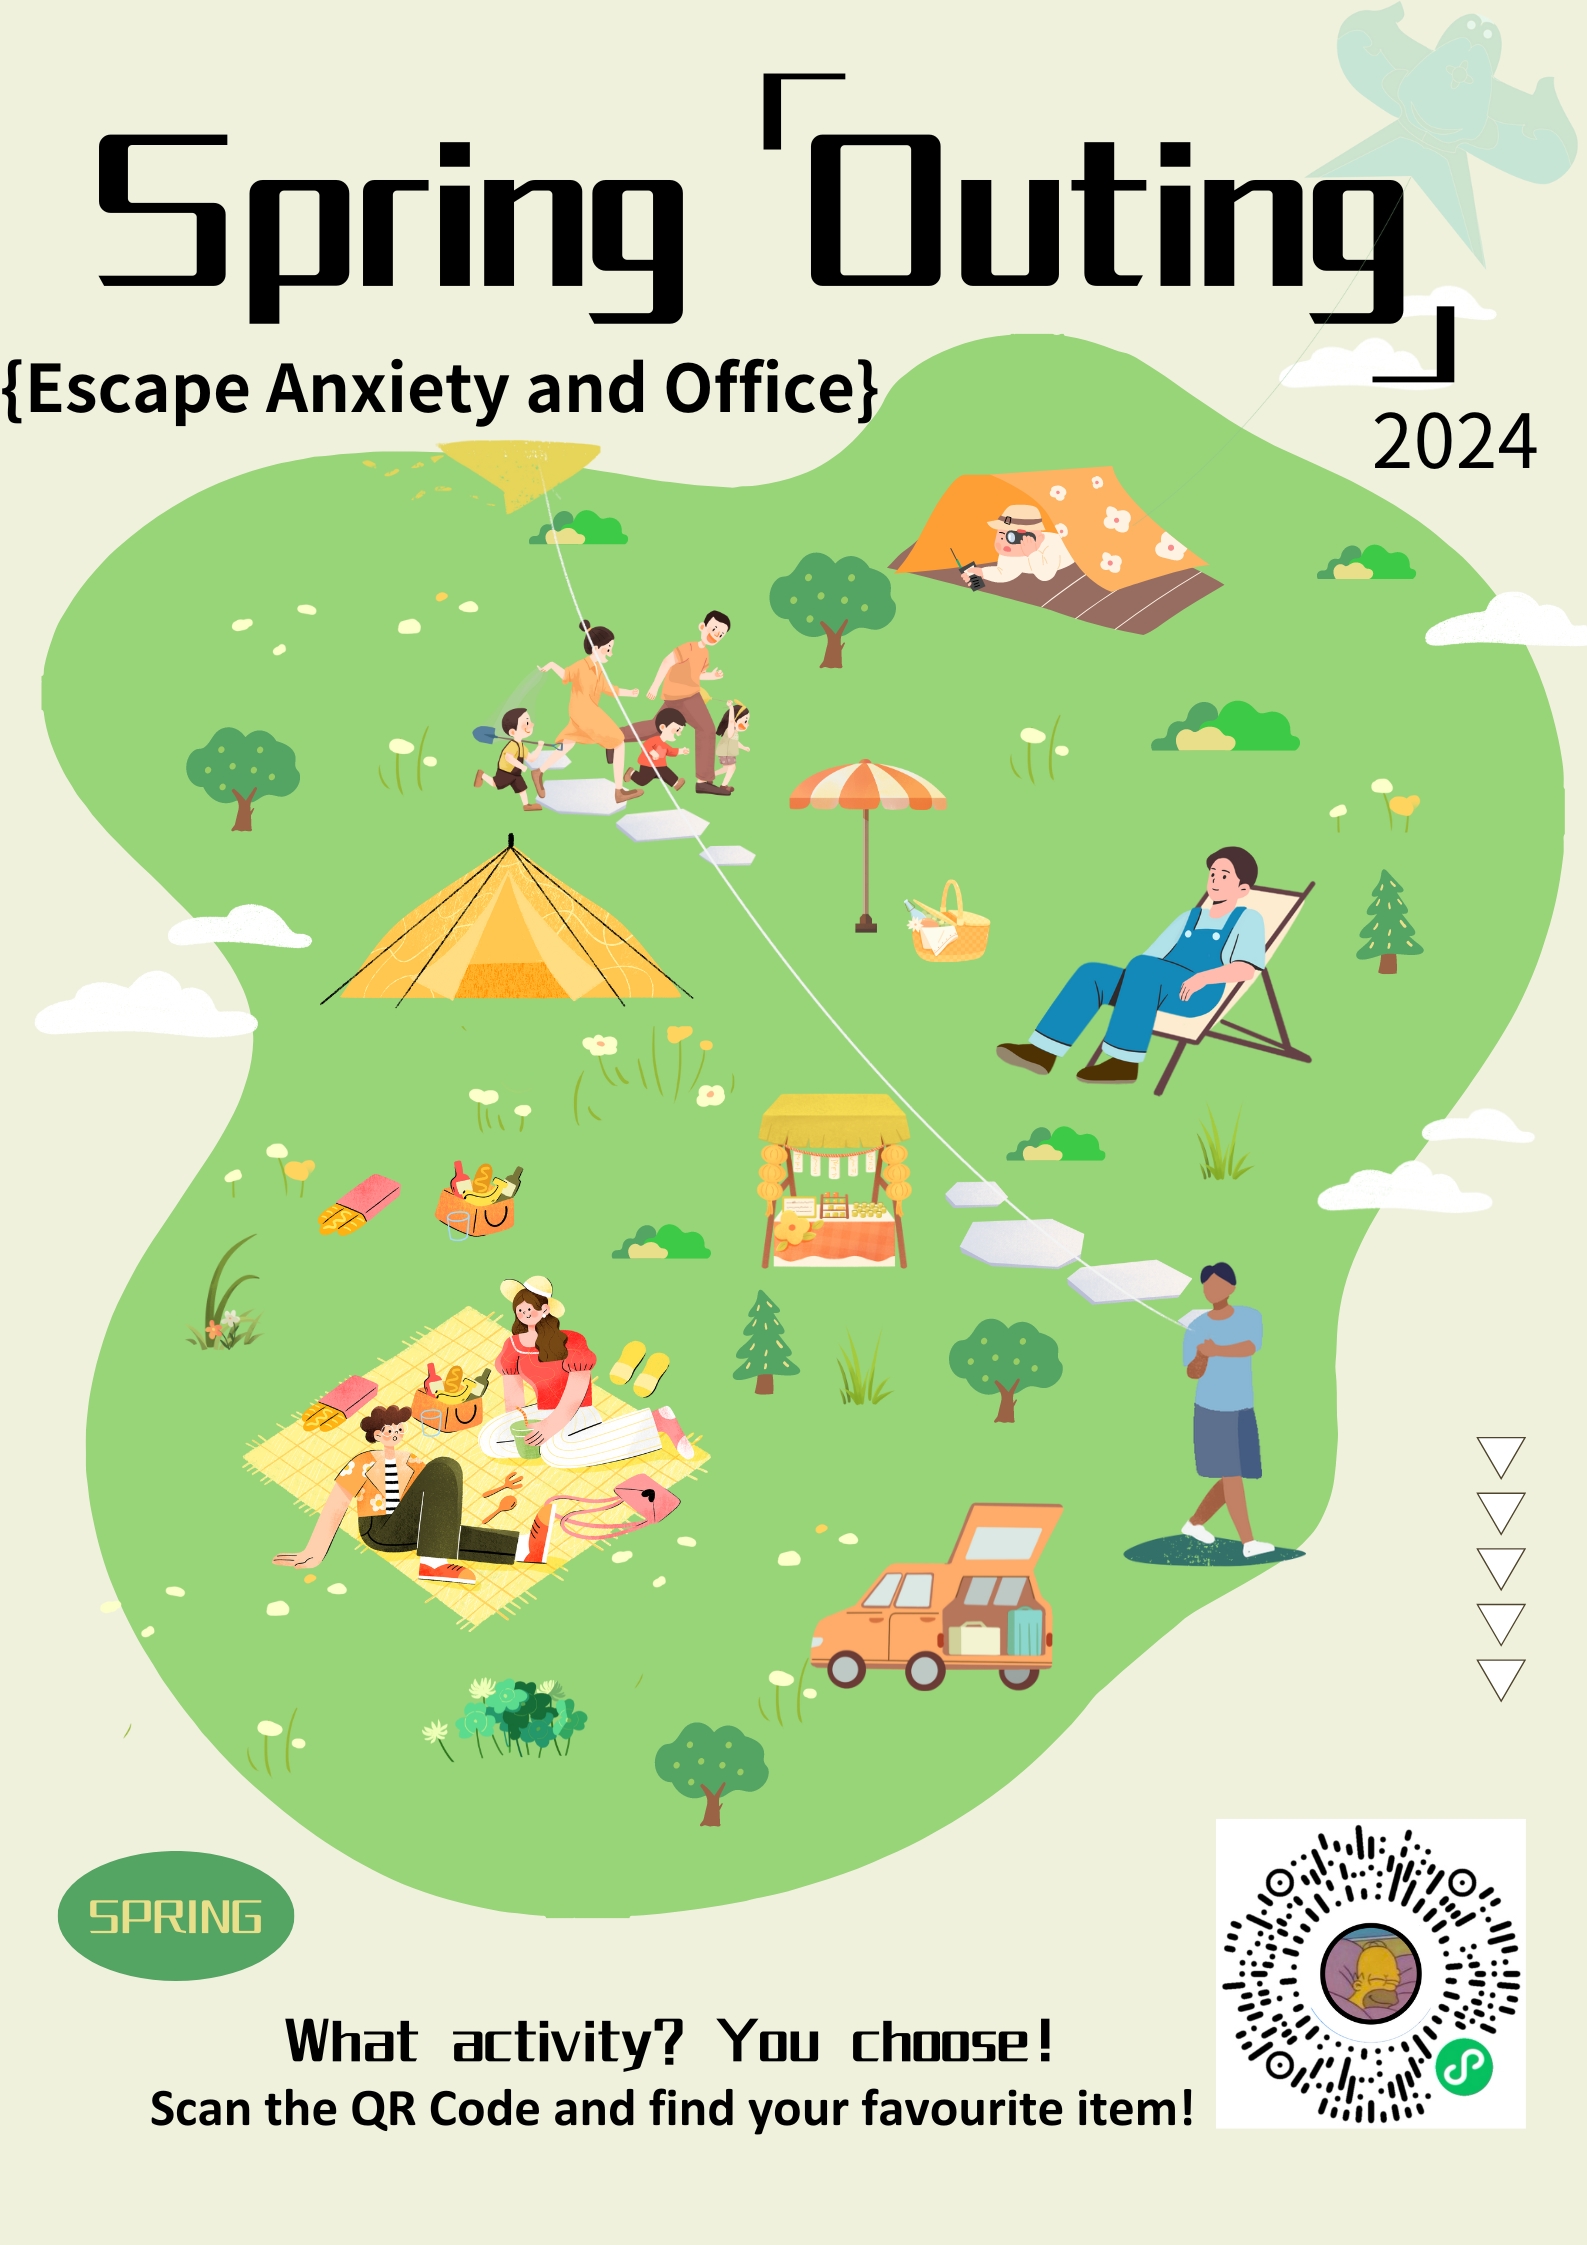 Spring「Outing」
{Escape Anxiety and Office}
2024
SPRING
What activity? You choose!
Scan the QR Code and find your favourite item!